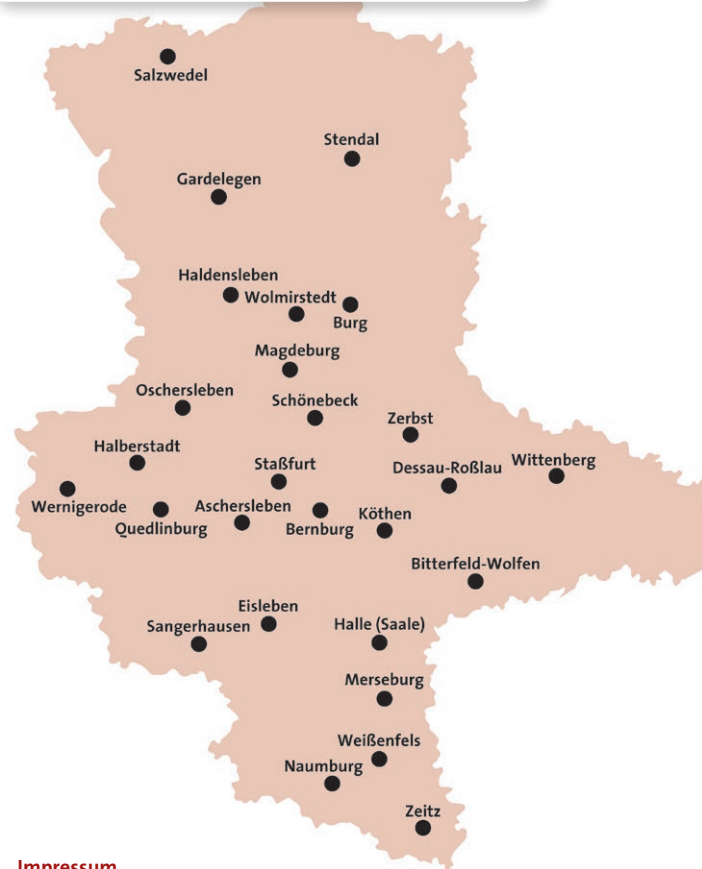 Salzwedel
Stendal
Gardelegen
Haldensleben
Wolmirstedt
Burg
Magdeburg
Oschersleben
Schönebeck
Zerbst
Halberstadt
Staßfurt
Dessau-Roßlau
Wittenberg
Wernigerode
Quedlinburg
Aschersleben
Bernburg
Köthen
Bitterfeld-Wolfen
Eisleben
Sangerhausen
Halle (Saale)
Merseburg
Weißenfels
Naumburg
Zeitz
Impressum